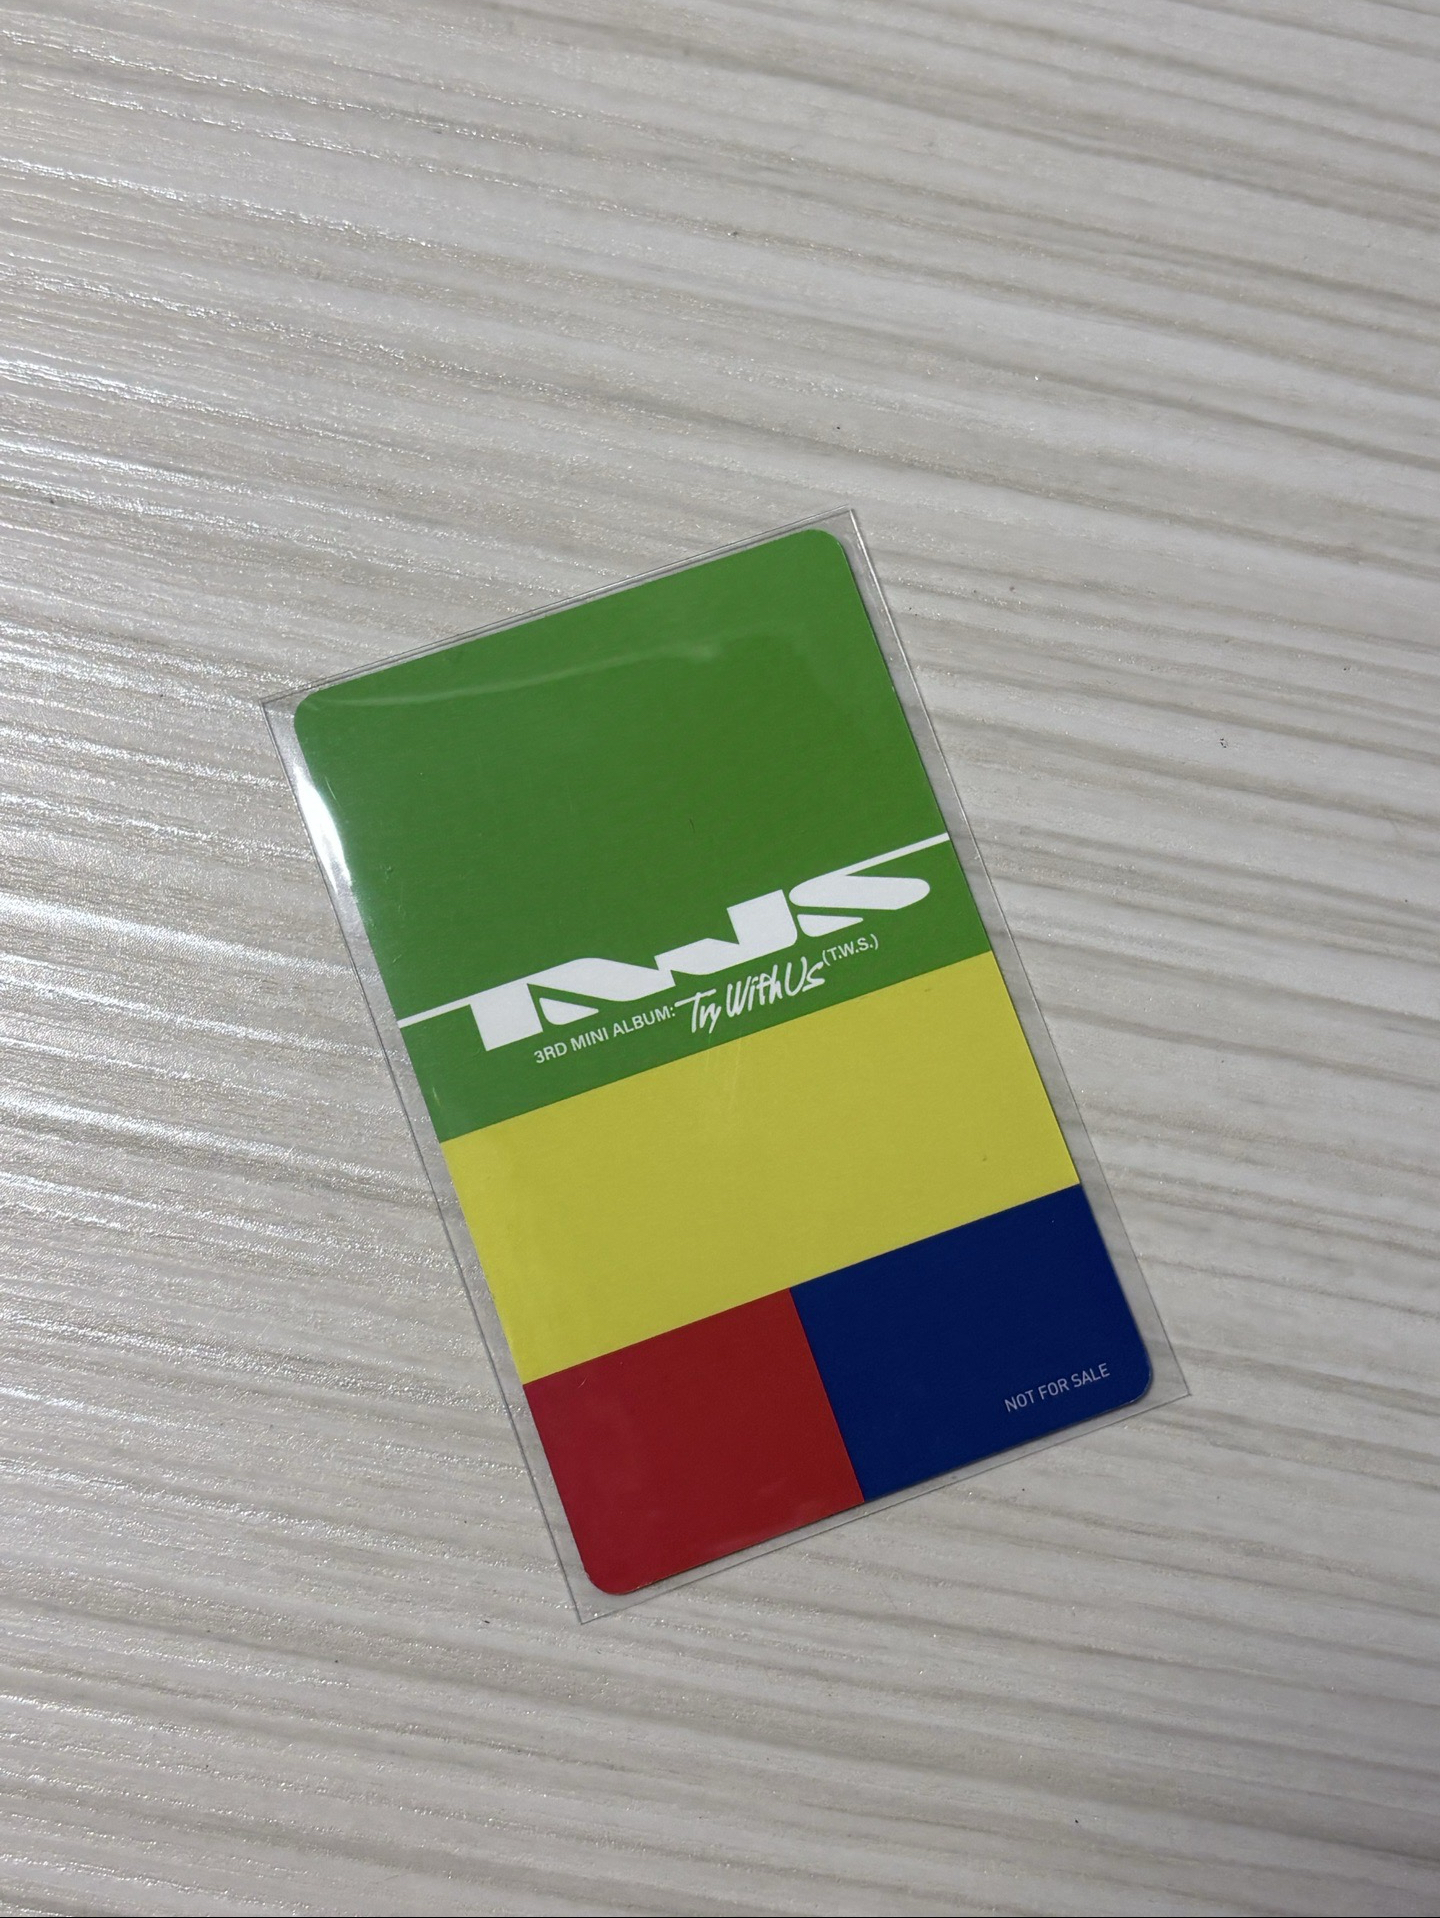 TWS
3RD MINI ALBUM: Try With Us (T.W.S.)
NOT FOR SALE